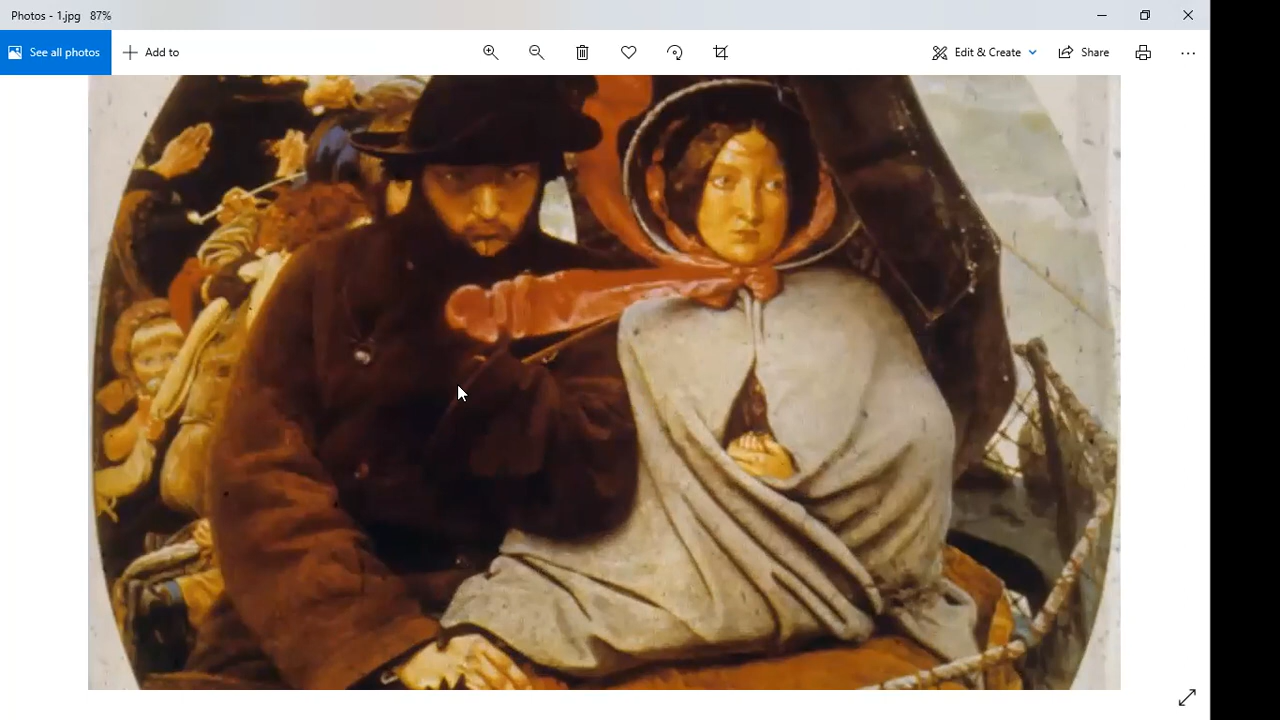 Photos - 1.jpg 87%
See all photos
Add to
Edit & Create
Share